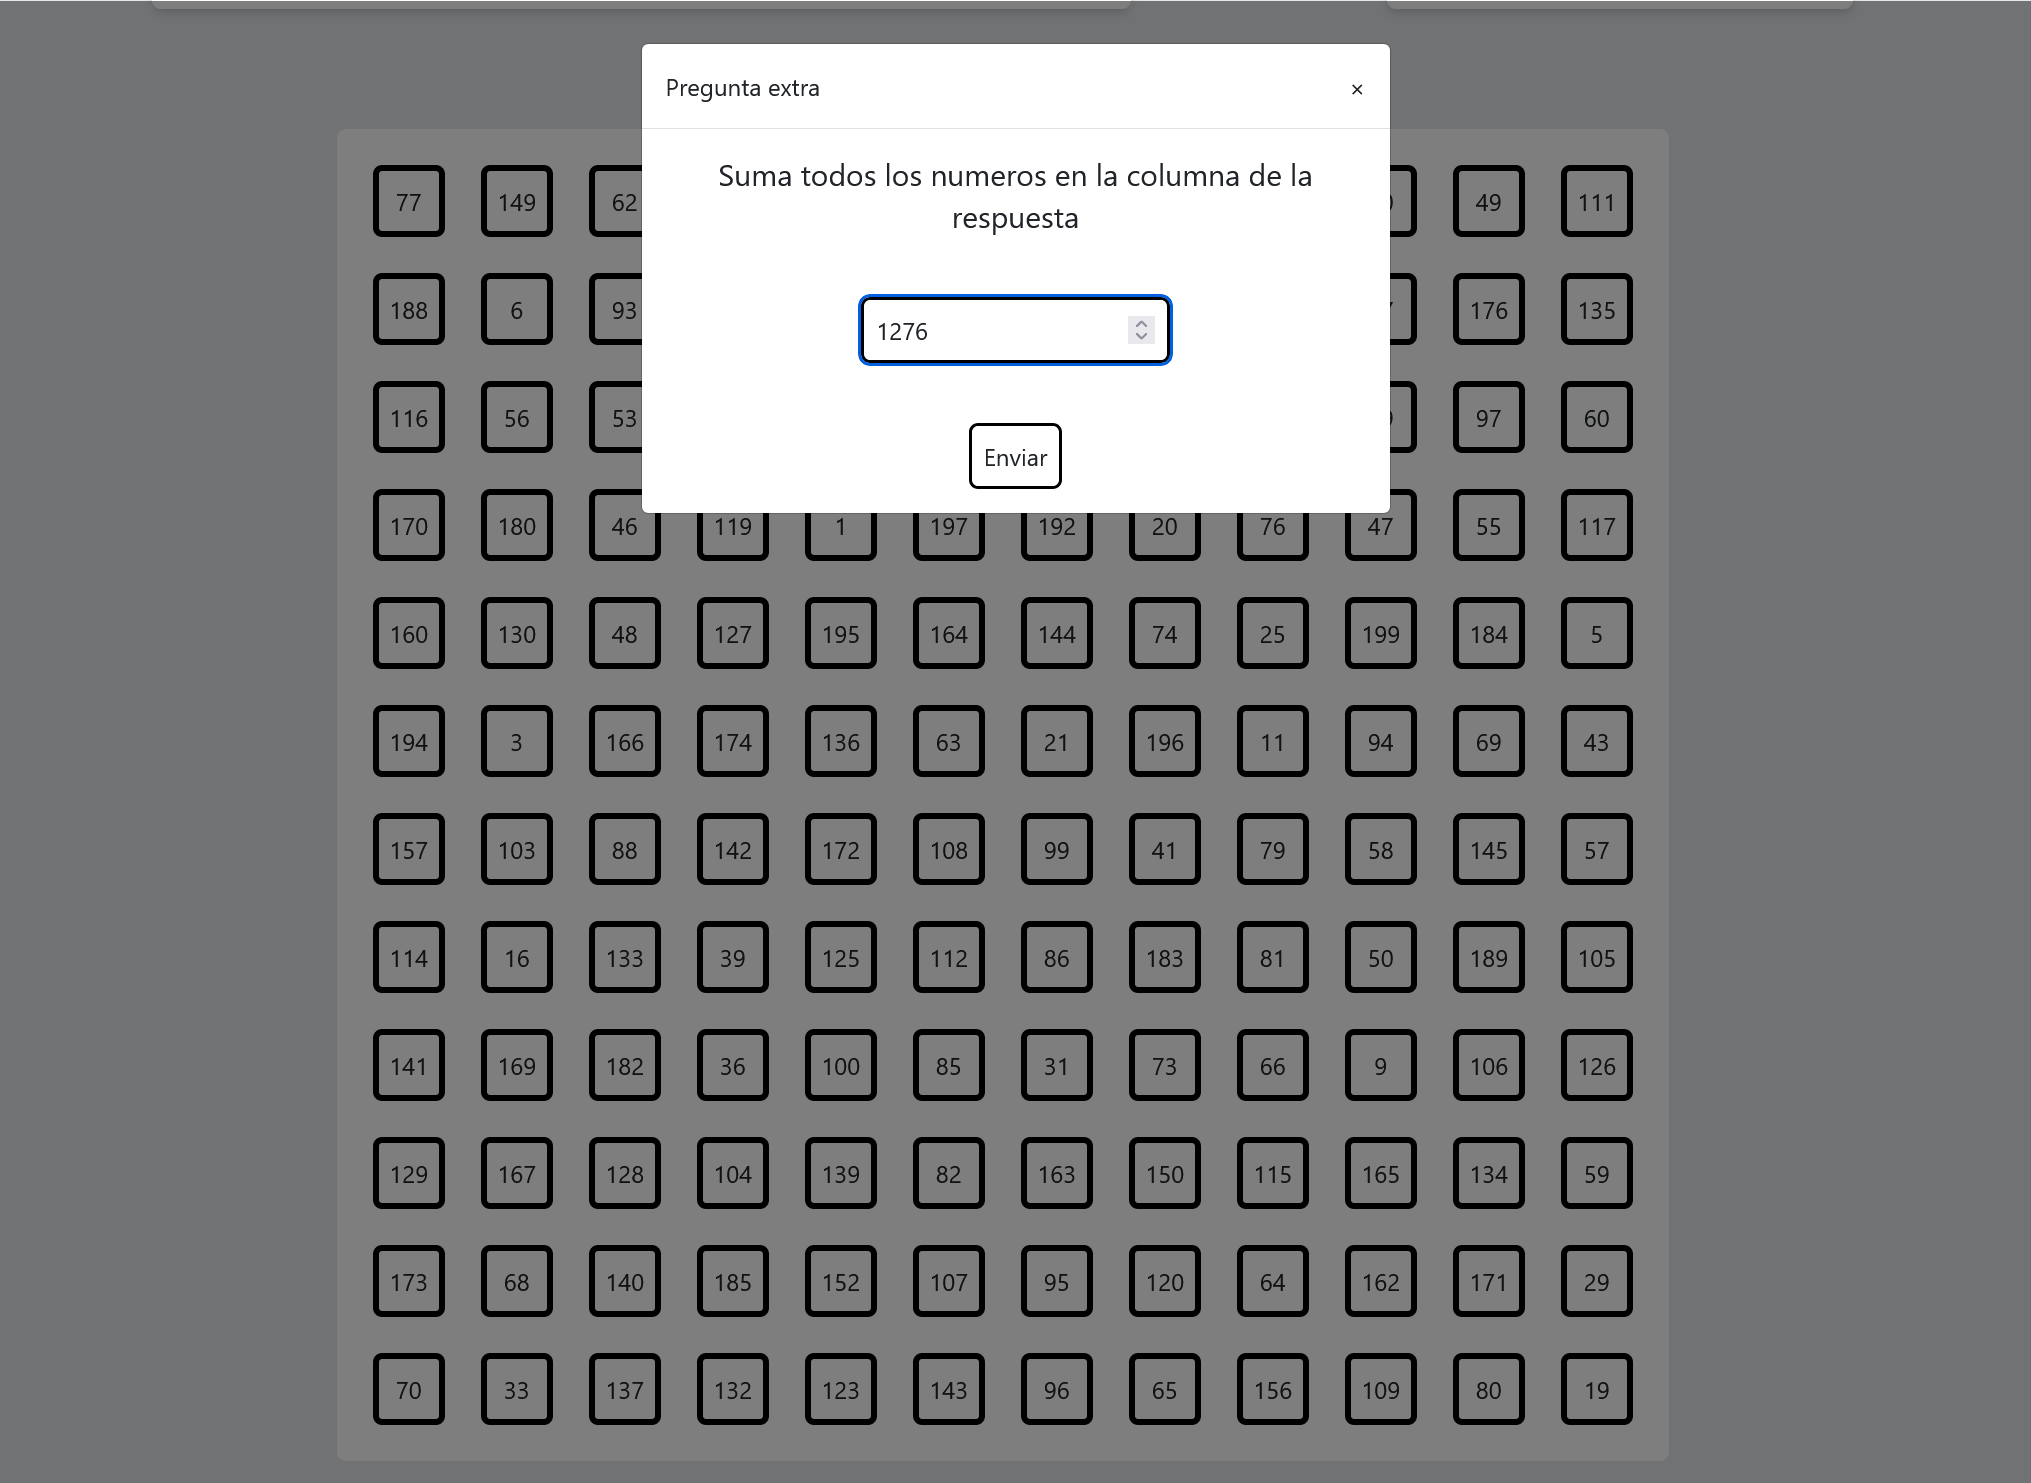 Pregunta extra ×
Suma todos los numeros en la columna de la
respuesta
1276
Enviar
77 149 62 49 111
188 6 93 176 135
116 56 53 97 60
170 180 46 119 1 197 192 20 76 47 55 117
160 130 48 127 195 164 144 74 25 199 184 5
194 3 166 174 136 63 21 196 11 94 69 43
157 103 88 142 172 108 99 41 79 58 145 57
114 16 133 39 125 112 86 183 81 50 189 105
141 169 182 36 100 85 31 73 66 9 106 126
129 167 128 104 139 82 163 150 115 165 134 59
173 68 140 185 152 107 95 120 64 162 171 29
70 33 137 132 123 143 96 65 156 109 80 19